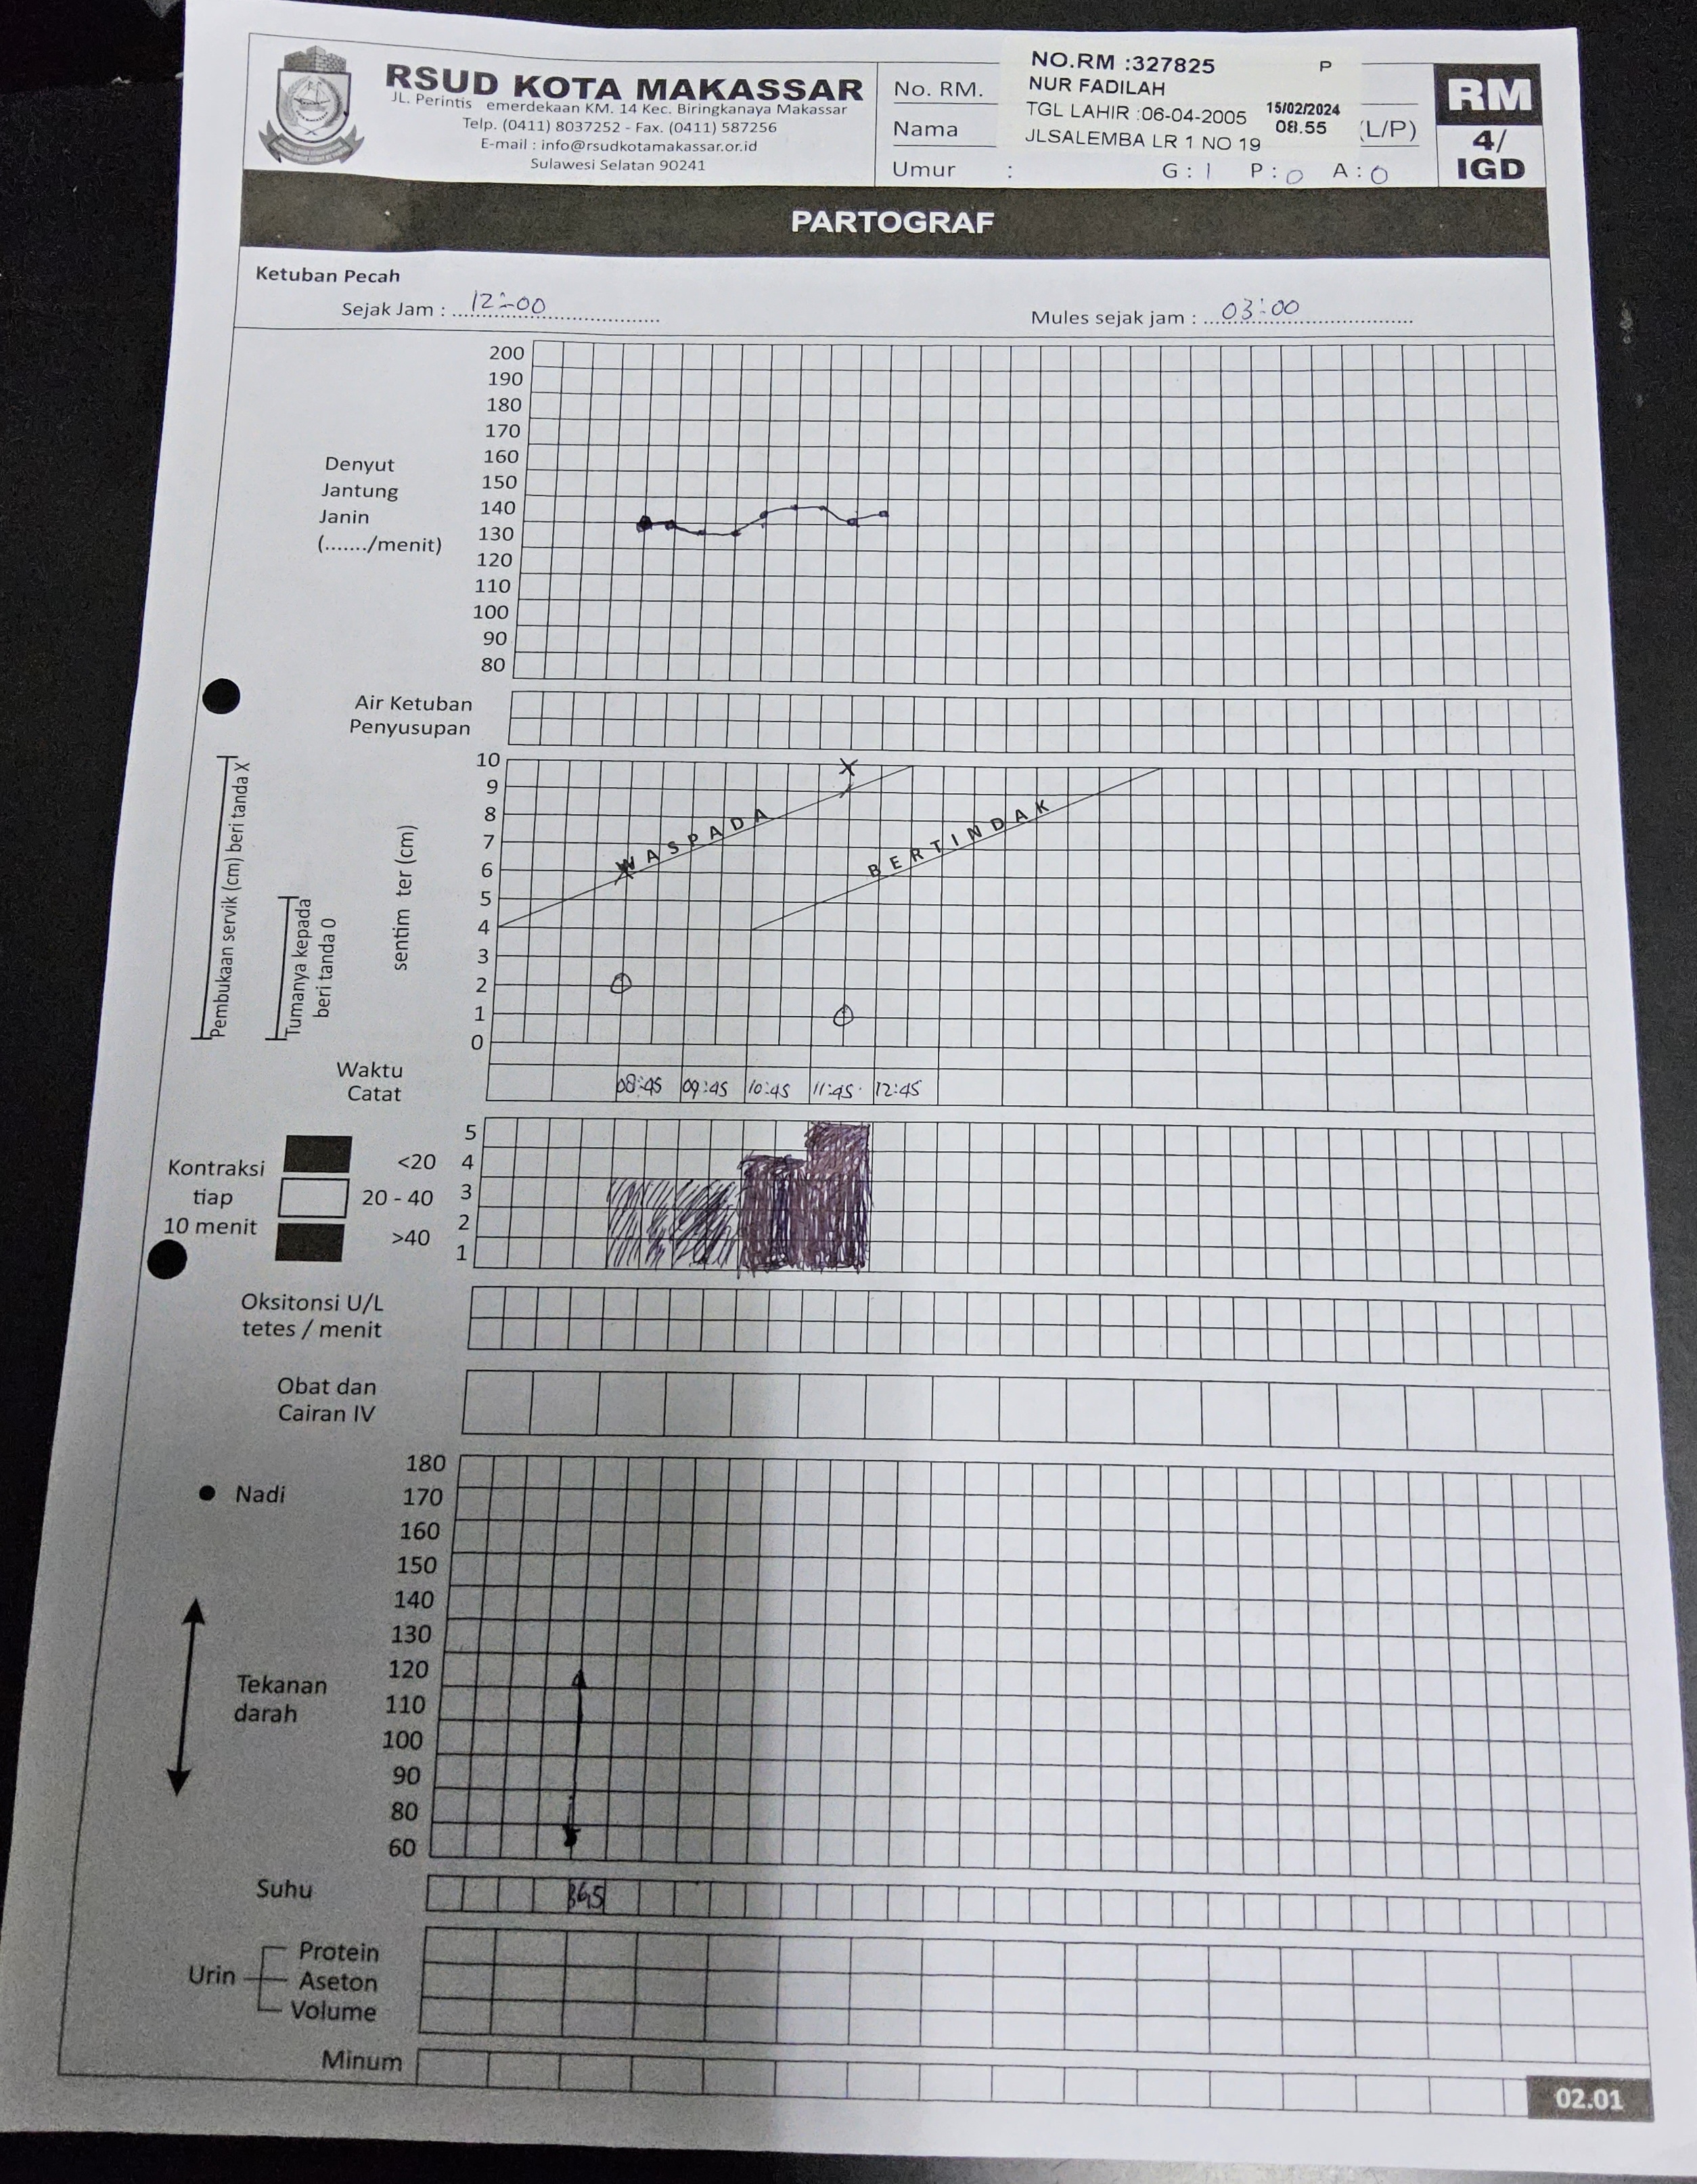 RSUD KOTA MAKASSAR
JL. Perintis emerdekaan KM. 14 Kec. Biringkanaya Makassar
Telp. (0411) 8037252 - Fax. (0411) 587256
E-mail : info@rsudkotamakassar.or.id
Sulawesi Selatan 90241
No. RM.
Nama
Umur :
NO.RM :327825 P
NUR FADILAH
TGL LAHIR :06-04-2005 15/02/2024
08.55
JLSALEMBA LR 1 NO 19
(L/P)
G : 1 P : 0 A : 0
RM
4/
IGD
PARTOGRAF
Ketuban Pecah
Sejak Jam : 12:00 Mules sejak jam : 03:00
200
190
180
170
160
150
140
130
120
110
100
90
80
Denyut
Jantung
Janin
(......./menit)
Air Ketuban
Penyusupan
Pembukaan servik (cm) beri tanda X
Tumanya kepada
beri tanda 0
sentim ter (cm)
10
9
8
7
6
5
4
3
2
1
0
WASPADA
BERTINDAK
Waktu
Catat
08:45 09:45 10:45 11:45 12:45
Kontraksi
tiap
10 menit
<20
20 - 40
>40
5
4
3
2
1
Oksitonsi U/L
tetes / menit
Obat dan
Cairan IV
Nadi
Tekanan
darah
180
170
160
150
140
130
120
110
100
90
80
60
Suhu 36,5
Urin
Protein
Aseton
Volume
Minum
02.01